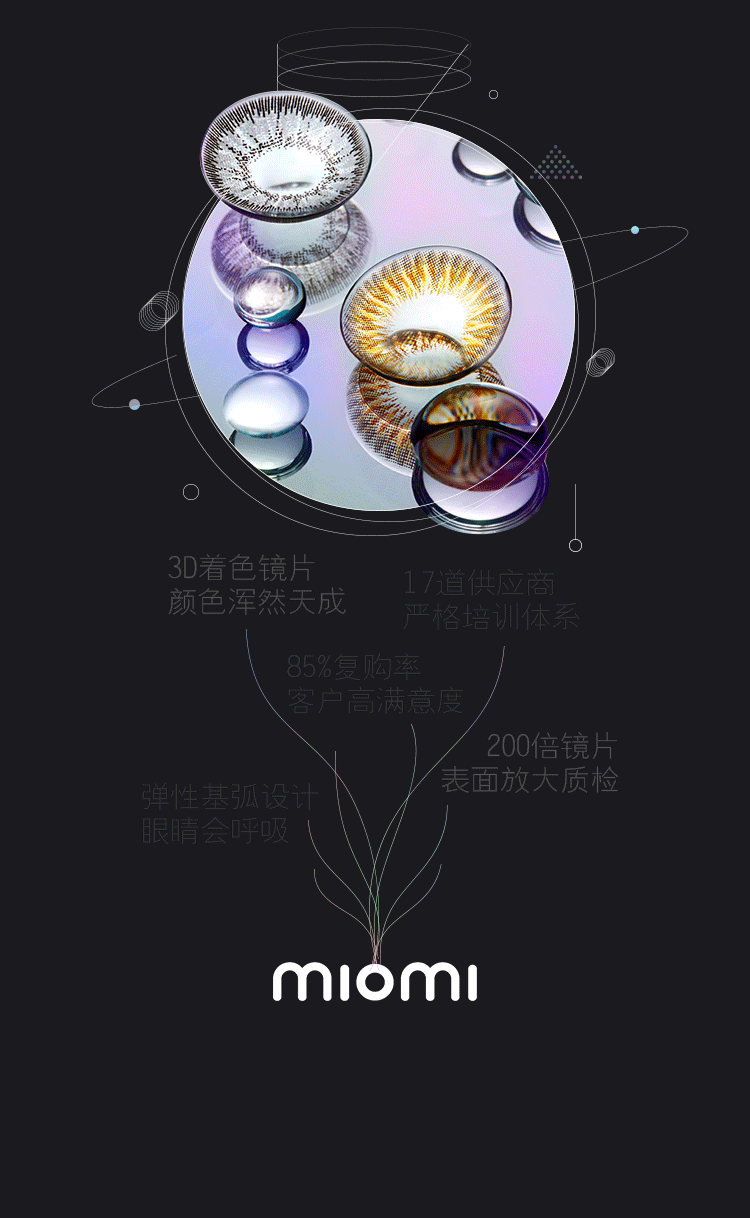 3D着色镜片
颜色浑然天成
17道供应商
严格培训体系
85%复购率
客户高满意度
200倍镜片
表面放大质检
弹性基弧设计
眼睛会呼吸
miomi